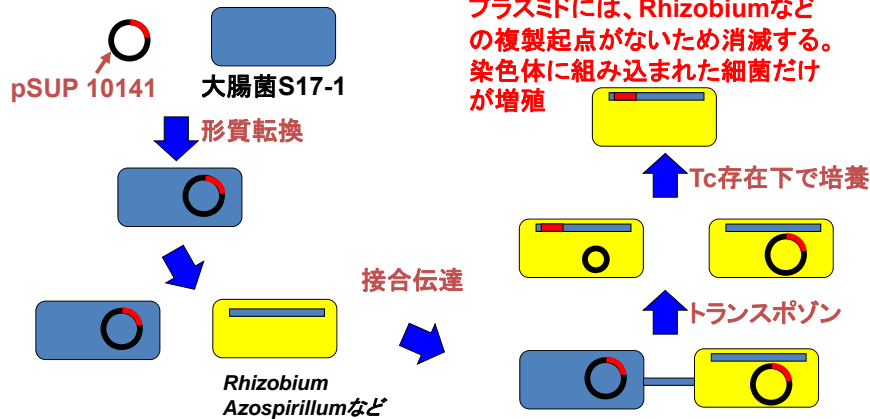 プラスミドには、Rhizobiumなど
の複製起点がないため消滅する。
染色体に組み込まれた細菌だけ
が増殖
pSUP 10141
大腸菌S17-1
形質転換
Tc存在下で培養
接合伝達
トランスポゾン
Rhizobium
Azospirillumなど